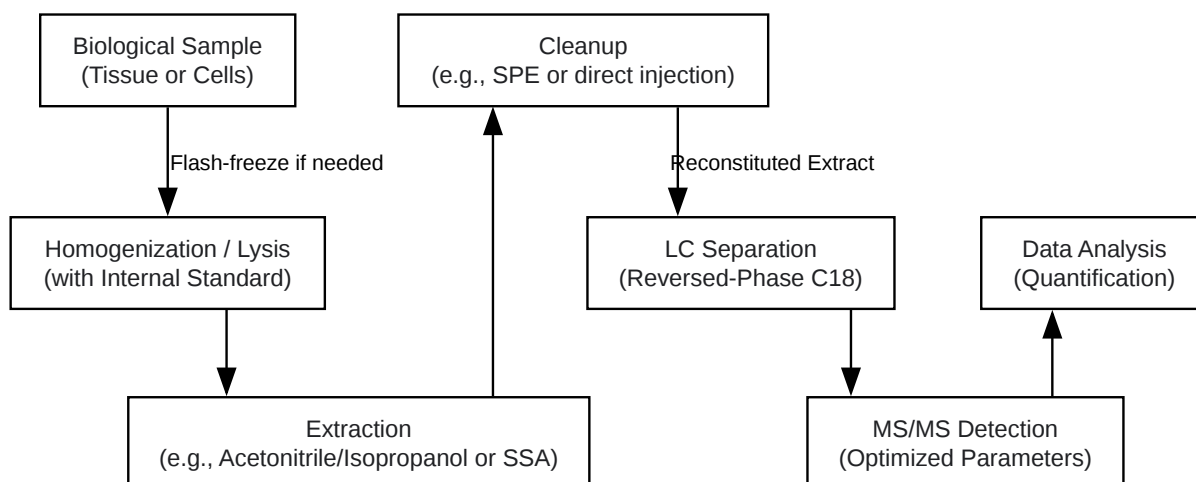 Biological Sample
(Tissue or Cells)
Flash-freeze if needed
Homogenization / Lysis
(with Internal Standard)
Extraction
(e.g., Acetonitrile/Isopropanol or SSA)
Cleanup
(e.g., SPE or direct injection)
Reconstituted Extract
LC Separation
(Reversed-Phase C18)
MS/MS Detection
(Optimized Parameters)
Data Analysis
(Quantification)